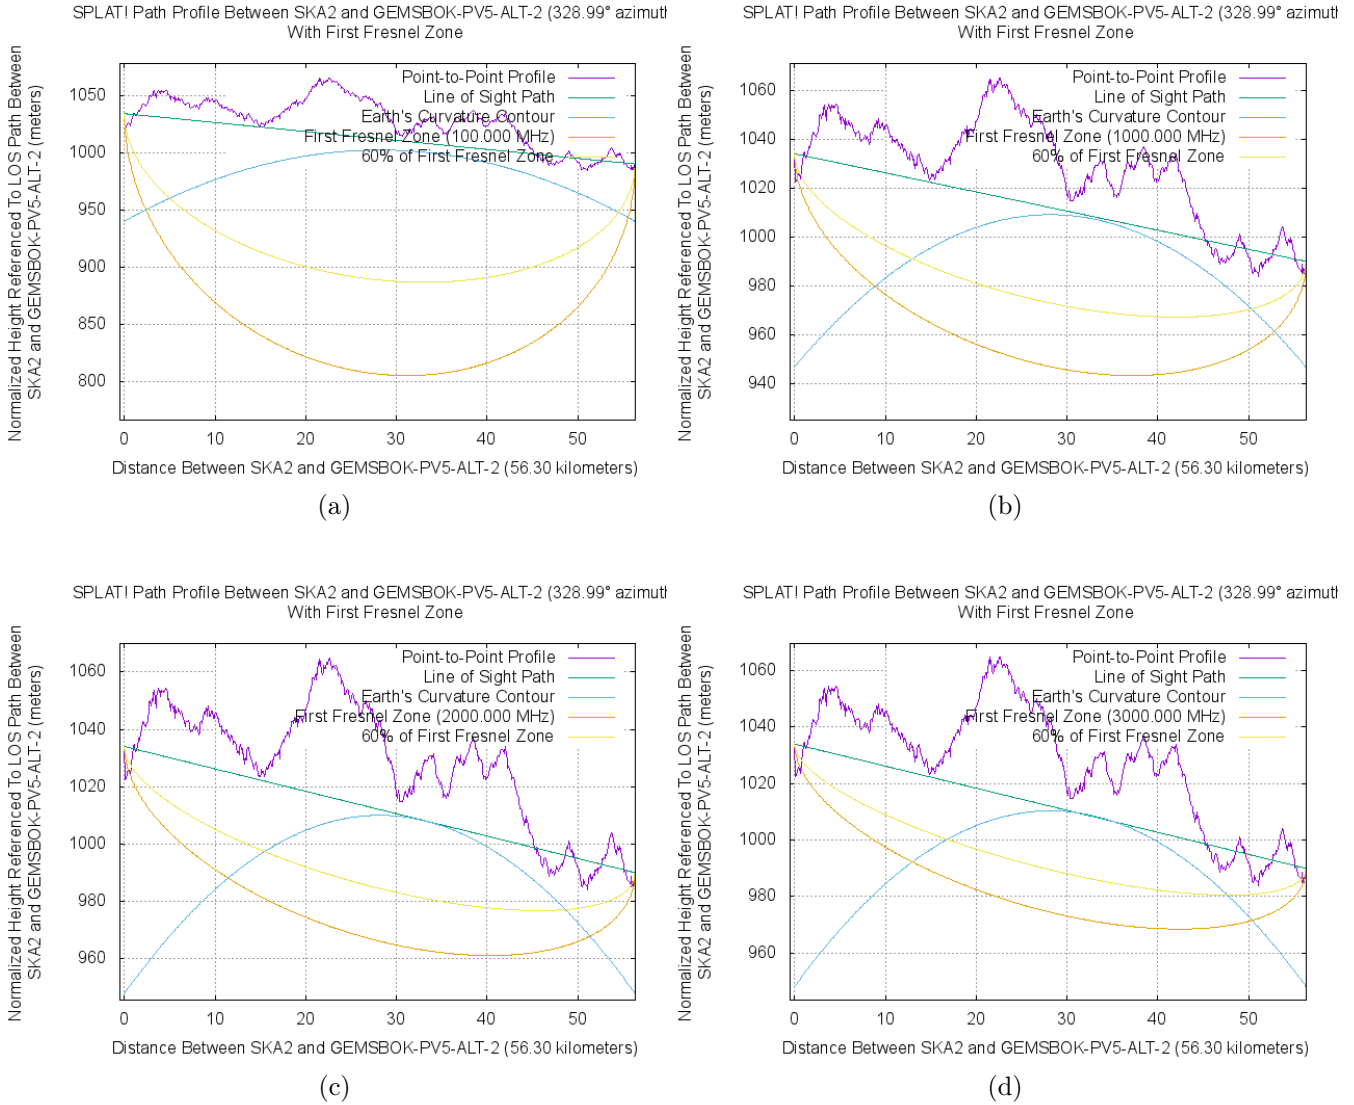 SPLAT! Path Profile Between SKA2 and GEMSBOK-PV5-ALT-2 (328.99° azimuth
With First Fresnel Zone
Normalized Height Referenced To LOS Path Between
SKA2 and GEMSBOK-PV5-ALT-2 (meters)
Point-to-Point Profile
Line of Sight Path
Earth's Curvature Contour
First Fresnel Zone (100.000 MHz)
60% of First Fresnel Zone
1050
1000
950
900
850
800
0 10 20 30 40 50
Distance Between SKA2 and GEMSBOK-PV5-ALT-2 (56.30 kilometers)
(a)
SPLAT! Path Profile Between SKA2 and GEMSBOK-PV5-ALT-2 (328.99° azimuth
With First Fresnel Zone
Normalized Height Referenced To LOS Path Between
SKA2 and GEMSBOK-PV5-ALT-2 (meters)
Point-to-Point Profile
Line of Sight Path
Earth's Curvature Contour
First Fresnel Zone (1000.000 MHz)
60% of First Fresnel Zone
1060
1040
1020
1000
980
960
940
0 10 20 30 40 50
Distance Between SKA2 and GEMSBOK-PV5-ALT-2 (56.30 kilometers)
(b)
SPLAT! Path Profile Between SKA2 and GEMSBOK-PV5-ALT-2 (328.99° azimuth
With First Fresnel Zone
Normalized Height Referenced To LOS Path Between
SKA2 and GEMSBOK-PV5-ALT-2 (meters)
Point-to-Point Profile
Line of Sight Path
Earth's Curvature Contour
First Fresnel Zone (2000.000 MHz)
60% of First Fresnel Zone
1060
1040
1020
1000
980
960
0 10 20 30 40 50
Distance Between SKA2 and GEMSBOK-PV5-ALT-2 (56.30 kilometers)
(c)
SPLAT! Path Profile Between SKA2 and GEMSBOK-PV5-ALT-2 (328.99° azimuth
With First Fresnel Zone
Normalized Height Referenced To LOS Path Between
SKA2 and GEMSBOK-PV5-ALT-2 (meters)
Point-to-Point Profile
Line of Sight Path
Earth's Curvature Contour
First Fresnel Zone (3000.000 MHz)
60% of First Fresnel Zone
1060
1040
1020
1000
980
960
0 10 20 30 40 50
Distance Between SKA2 and GEMSBOK-PV5-ALT-2 (56.30 kilometers)
(d)